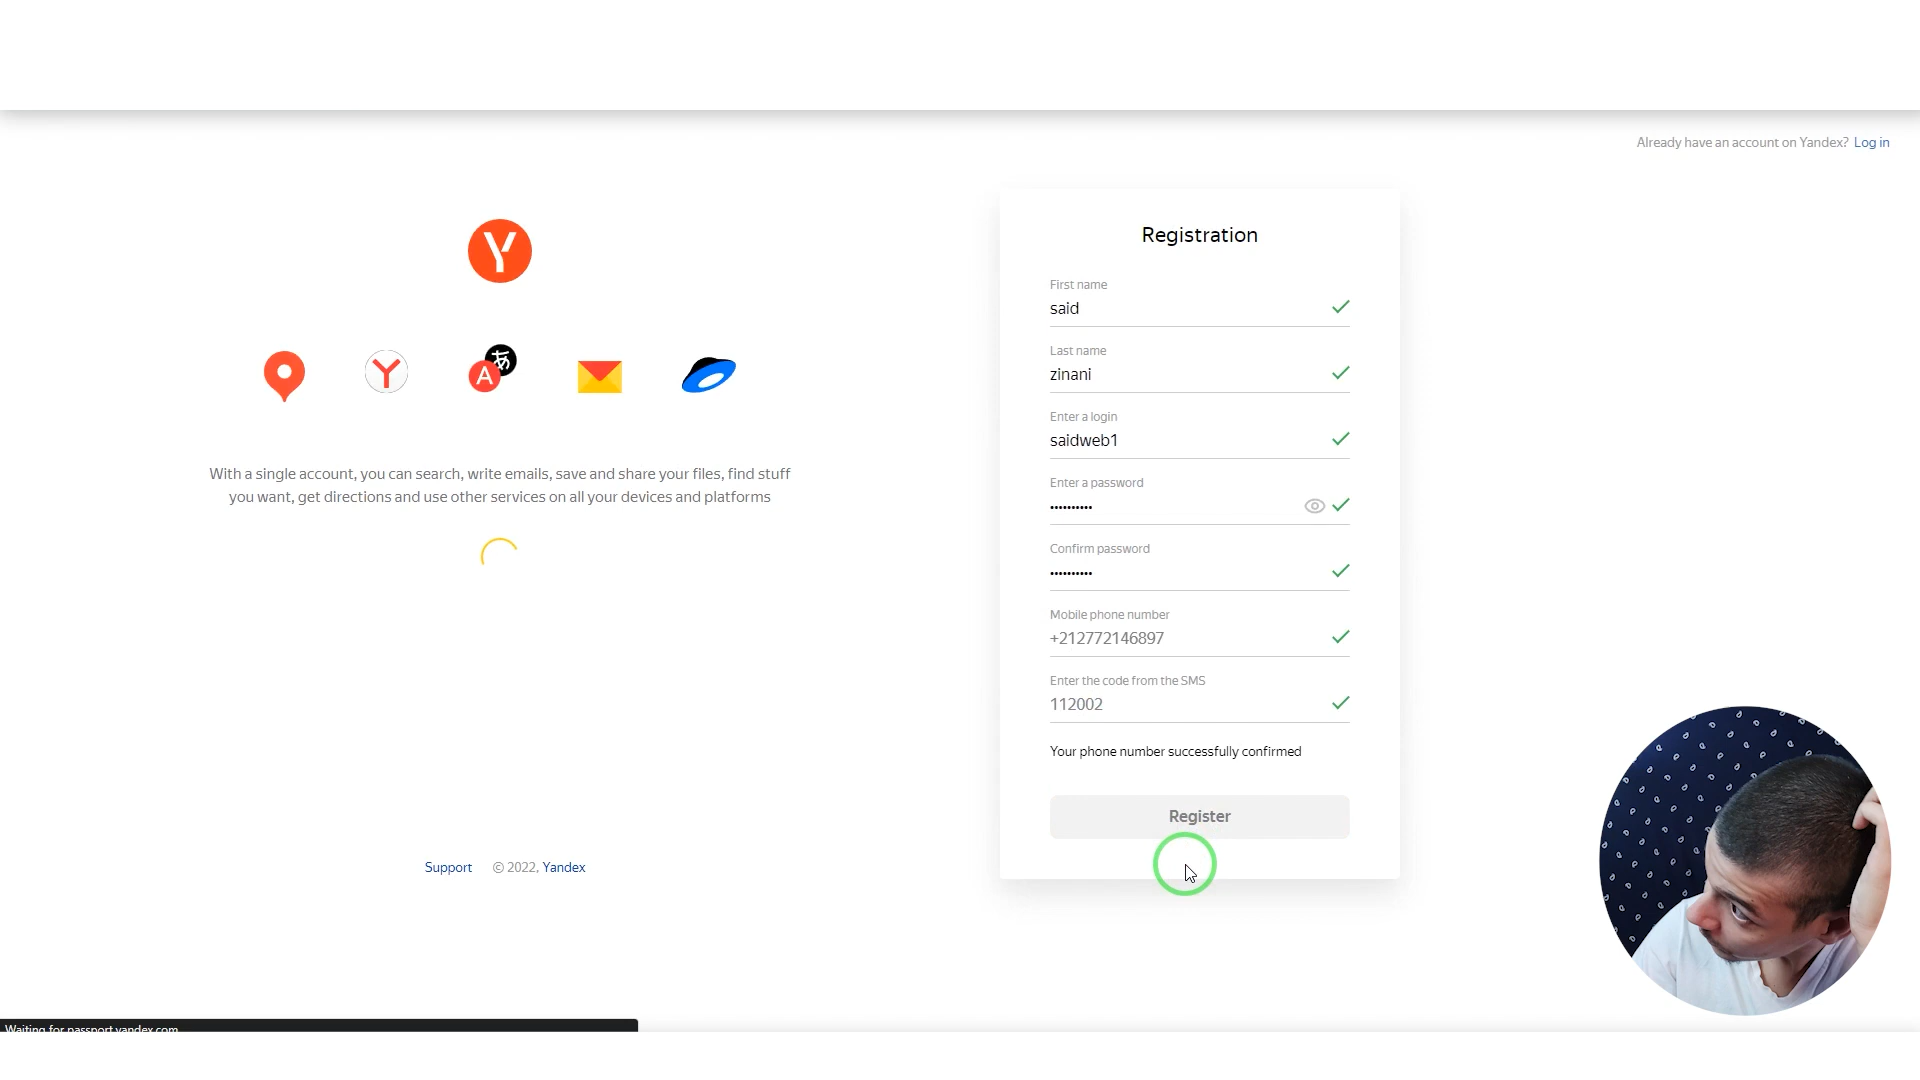 Already have an account on Yandex? Log in
Registration
First name
said
Last name
zinani
Enter a login
saidweb1
Enter a password
••••••••••
Confirm password
••••••••••
Mobile phone number
+212772146897
Enter the code from the SMS
112002
Your phone number successfully confirmed
Register
With a single account, you can search, write emails, save and share your files, find stuff
you want, get directions and use other services on all your devices and platforms
Support © 2022, Yandex
Waiting for passport.yandex.com